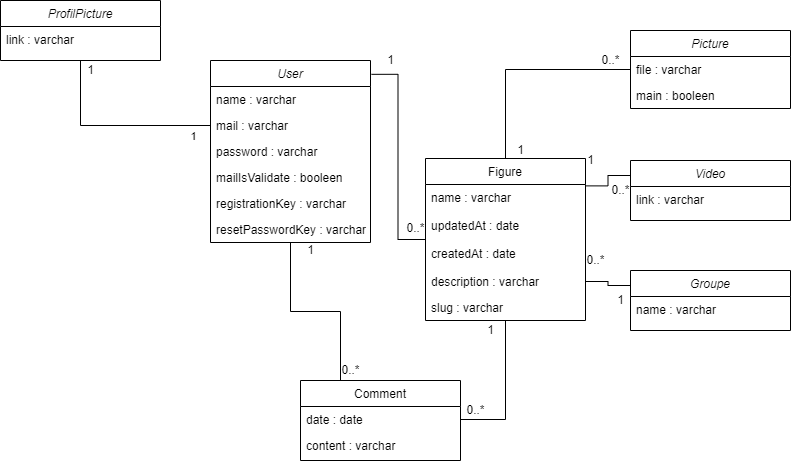 ProfilPicture
link : varchar
1
1
User
name : varchar
mail : varchar
password : varchar
mailIsValidate : booleen
registrationKey : varchar
resetPasswordKey : varchar
1
0..*
1
0..*
Figure
name : varchar
updatedAt : date
createdAt : date
description : varchar
slug : varchar
1
0..*
Picture
file : varchar
main : booleen
1
0..*
Video
link : varchar
0..*
1
Groupe
name : varchar
1
0..*
Comment
date : date
content : varchar
1
0..*